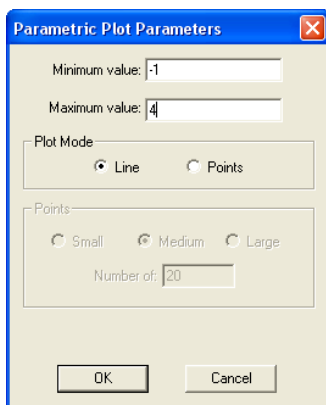 Parametric Plot Parameters
Minimum value: -1
Maximum value: 4
Plot Mode
Line Points
Points
Small Medium Large
Number of: 20
OK Cancel